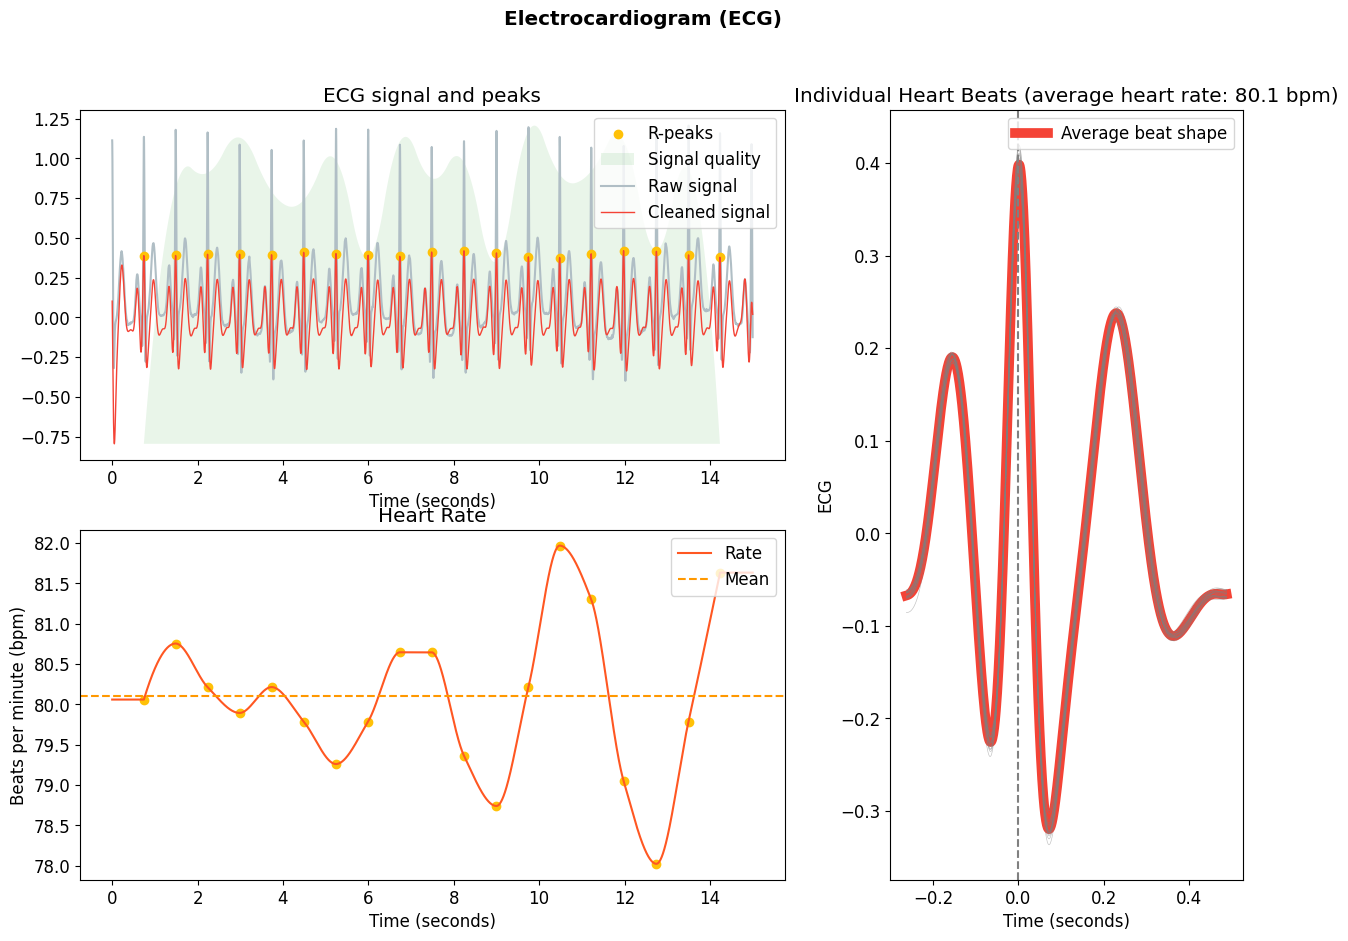 Electrocardiogram (ECG)
ECG signal and peaks
1.25
1.00
0.75
0.50
0.25
0.00
−0.25
−0.50
−0.75
R-peaks
Signal quality
Raw signal
Cleaned signal
0 2 4 6 8 10 12 14
Time (seconds)
Heart Rate
Beats per minute (bpm)
82.0
81.5
81.0
80.5
80.0
79.5
79.0
78.5
78.0
Rate
Mean
0 2 4 6 8 10 12 14
Time (seconds)
Individual Heart Beats (average heart rate: 80.1 bpm)
Average beat shape
ECG
0.4
0.3
0.2
0.1
0.0
−0.1
−0.2
−0.3
−0.2 0.0 0.2 0.4
Time (seconds)